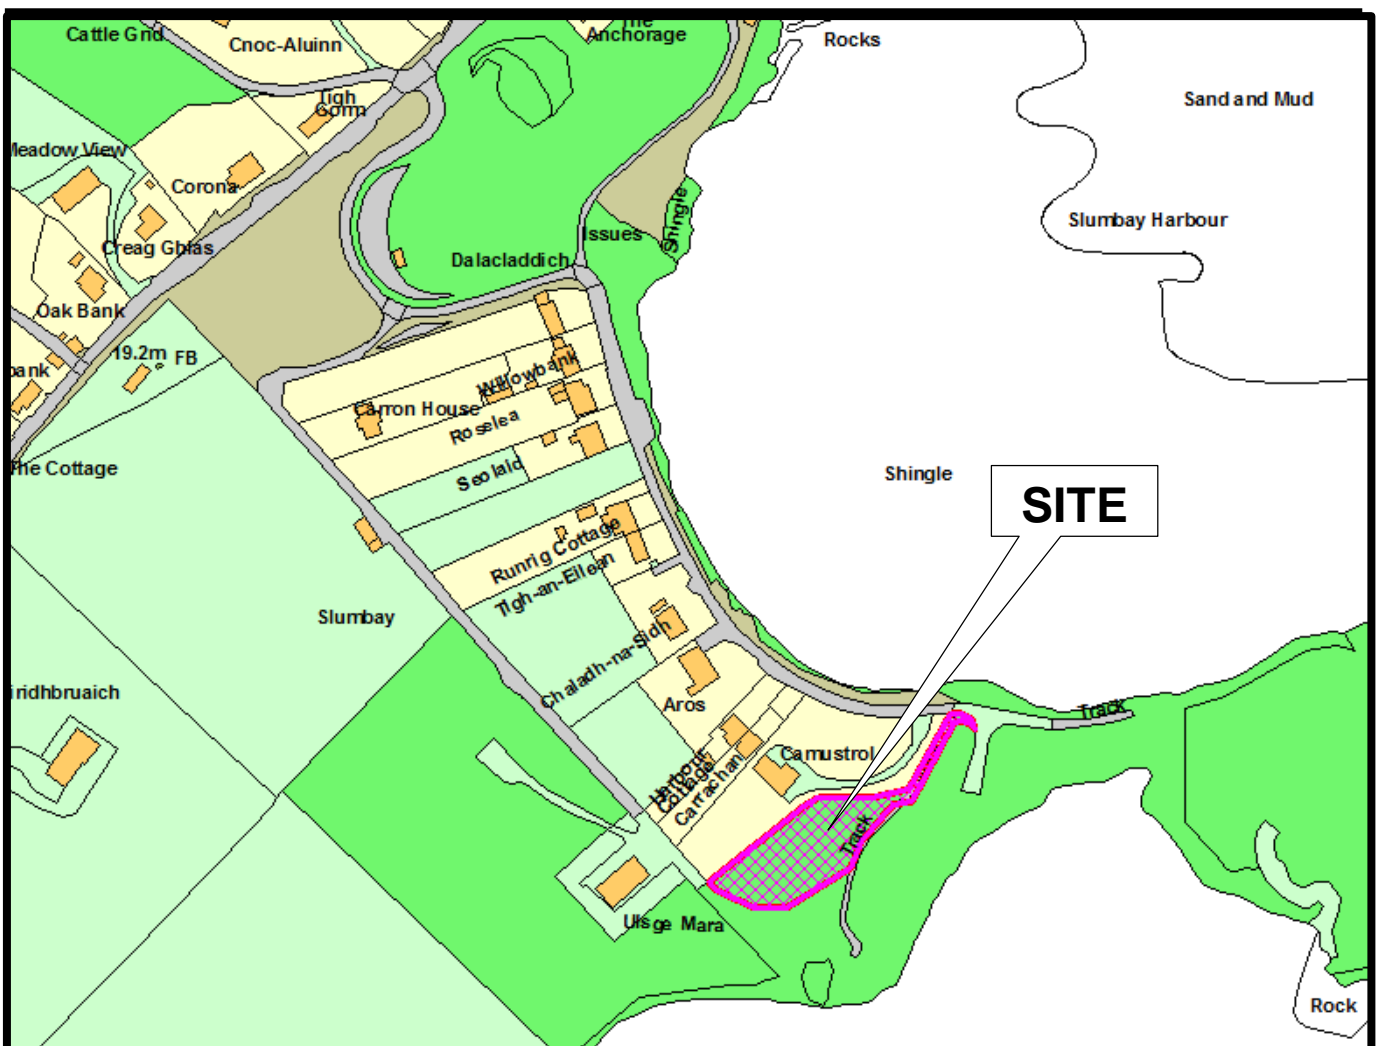 Cattle Grid
Cnoc-Aluinn
The
Anchorage
Rocks
Sand and Mud
Tigh
Gorm
Meadow View
Corona
Creag Ghlas
Shingle
Issues
Slumbay Harbour
Dalacladdich
Oak Bank
19.2m FB
bank
Willowbank
Carron House
Roselea
The Cottage
Seolaid
Shingle
SITE
Runrig Cottage
Tigh-an-Eilean
Slumbay
Chaladh-na-Sidh
iridhbruaich
Aros
Track
Camustrol
Harbour
Cottage
Carrachan
Track
Uisge Mara
Rock